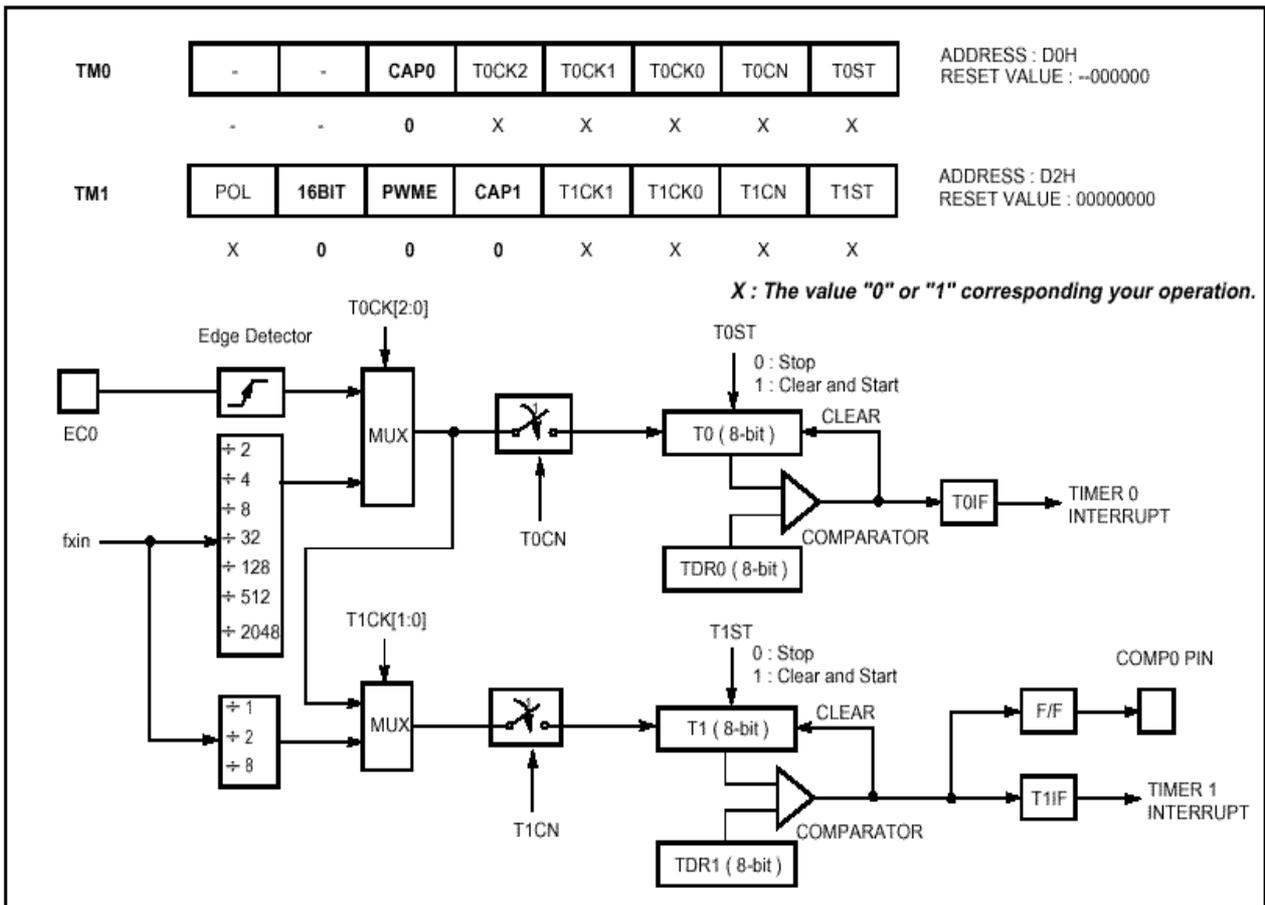 TM0 - - CAP0 T0CK2 T0CK1 T0CK0 T0CN T0ST
ADDRESS : D0H
RESET VALUE : --000000
- - 0 X X X X X
TM1 POL 16BIT PWME CAP1 T1CK1 T1CK0 T1CN T1ST
ADDRESS : D2H
RESET VALUE : 00000000
X 0 0 0 X X X X
X : The value "0" or "1" corresponding your operation.
T0CK[2:0]
Edge Detector
T0ST
0 : Stop
1 : Clear and Start
EC0
MUX
T0 ( 8-bit )
CLEAR
÷ 2
÷ 4
÷ 8
÷ 32
÷ 128
÷ 512
÷ 2048
fxin
T0CN
COMPARATOR
T0IF
TIMER 0
INTERRUPT
TDR0 ( 8-bit )
T1CK[1:0]
T1ST
0 : Stop
1 : Clear and Start
COMP0 PIN
÷ 1
÷ 2
÷ 8
MUX
T1 ( 8-bit )
CLEAR
F/F
T1CN
COMPARATOR
T1IF
TIMER 1
INTERRUPT
TDR1 ( 8-bit )